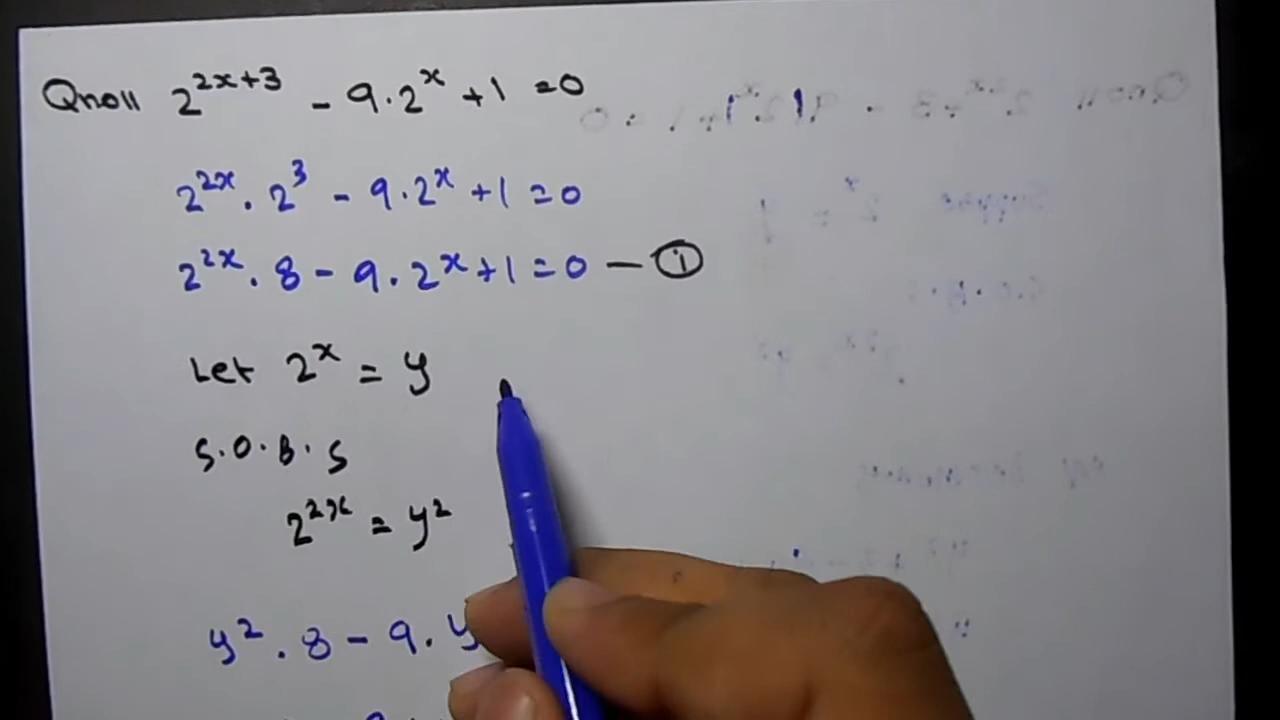 Qno11 2^{2x+3} - 9.2^x + 1 = 0
2^{2x} . 2^3 - 9.2^x + 1 = 0
2^{2x} . 8 - 9.2^x + 1 = 0 — ①
Let 2^x = y
S.O.B.S
2^{2x} = y^2
y^2 . 8 - 9.y